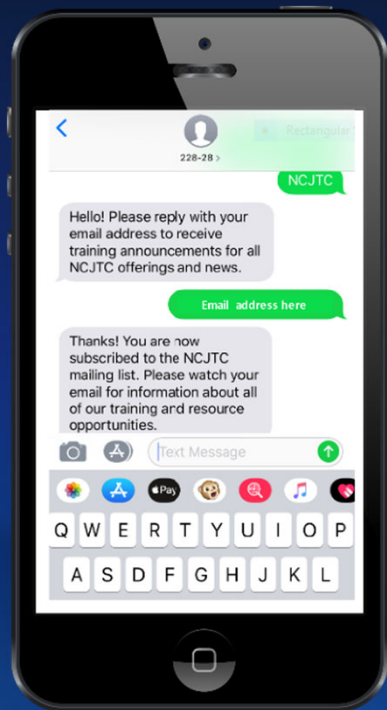 Rectangular
228-28 >
NCJTC
Hello! Please reply with your
email address to receive
training announcements for all
NCJTC offerings and news.
Email address here
Thanks! You are now
subscribed to the NCJTC
mailing list. Please watch your
email for information about all
of our training and resource
opportunities.
Text Message
Pay
Q W E R T Y U I O P
A S D F G H J K L